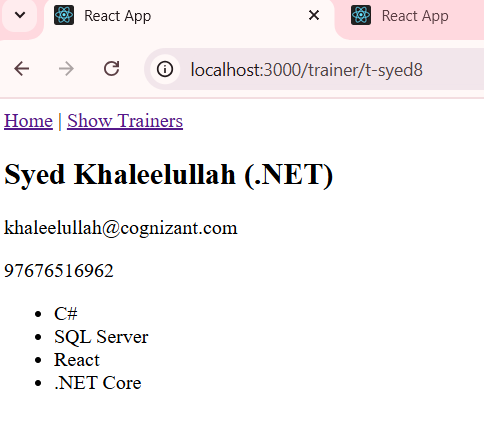 React App
React App
localhost:3000/trainer/t-syed8
Home | Show Trainers
Syed Khaleelullah (.NET)
khaleelullah@cognizant.com
97676516962
C#
SQL Server
React
.NET Core